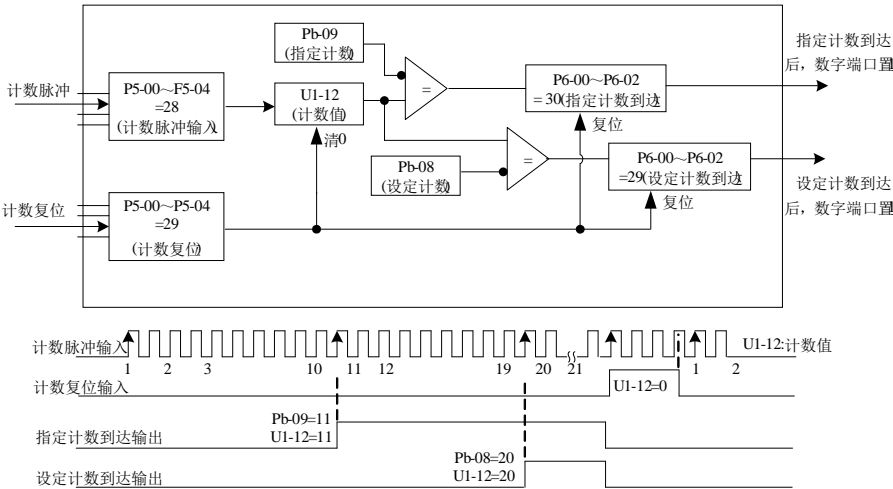 Pb-09
(指定计数)
指定计数到达
后，数字端口置1
计数脉冲
P5-00～F5-04
=28
(计数脉冲输入)
U1-12
(计数值)
=
P6-00～P6-02
=30(指定计数到达)
清0
复位
Pb-08
(设定计数)
=
P6-00～P6-02
=29(设定计数到达)
设定计数到达
后，数字端口置1
计数复位
P5-00～P5-04
=29
(计数复位)
复位
计数脉冲输入
U1-12:计数值
1 2 3 10 11 12 19 20 21 1 2
计数复位输入
U1-12=0
Pb-09=11
指定计数到达输出
U1-12=11
Pb-08=20
设定计数到达输出
U1-12=20